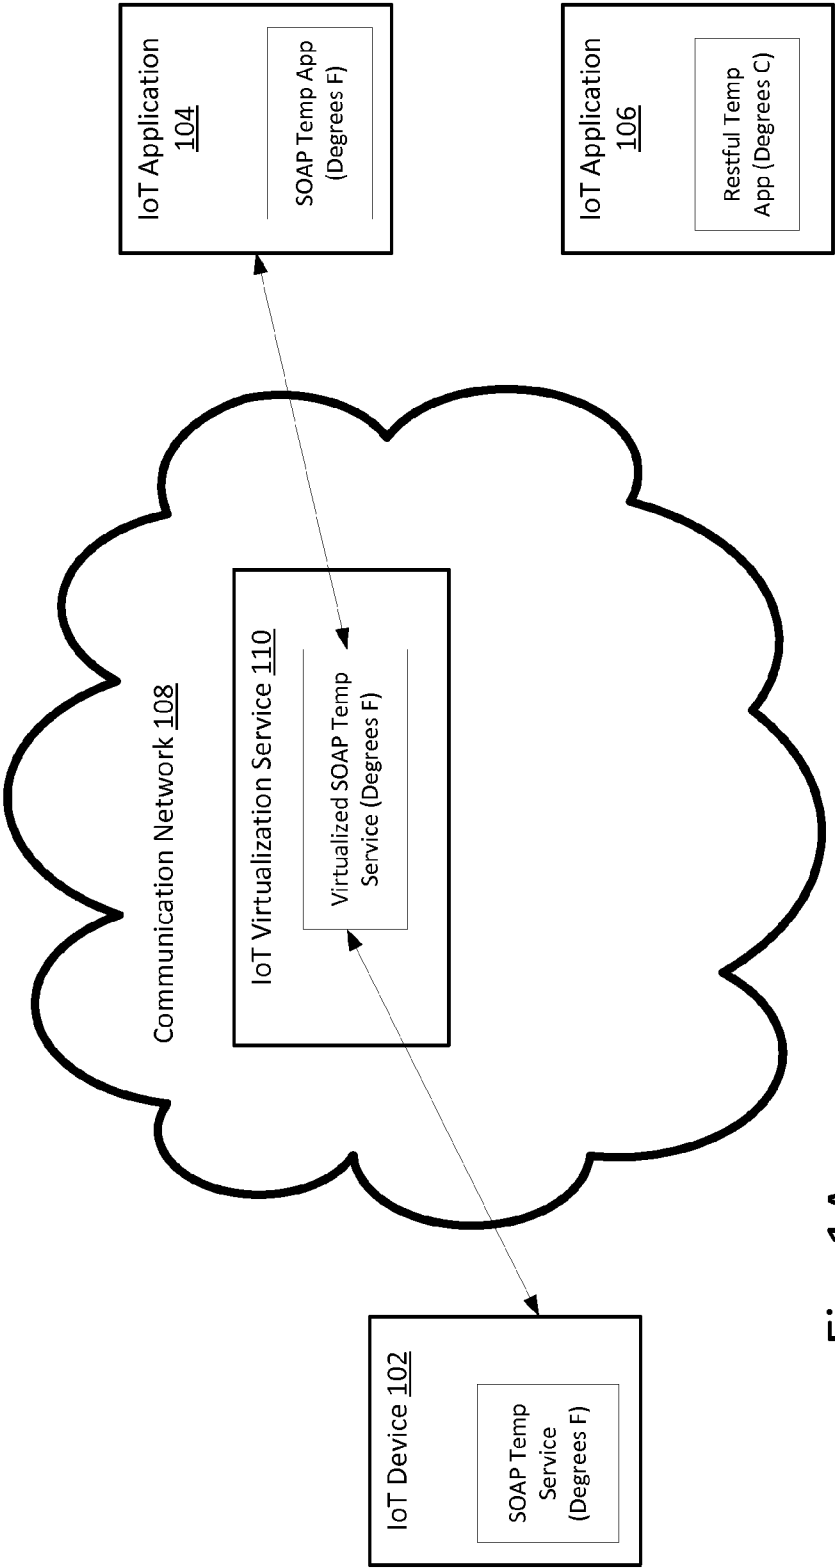 IoT Device 102
SOAP Temp
Service
(Degrees F)
Communication Network 108
IoT Virtualization Service 110
Virtualized SOAP Temp
Service (Degrees F)
IoT Application
104
SOAP Temp App
(Degrees F)
IoT Application
106
Restful Temp
App (Degrees C)